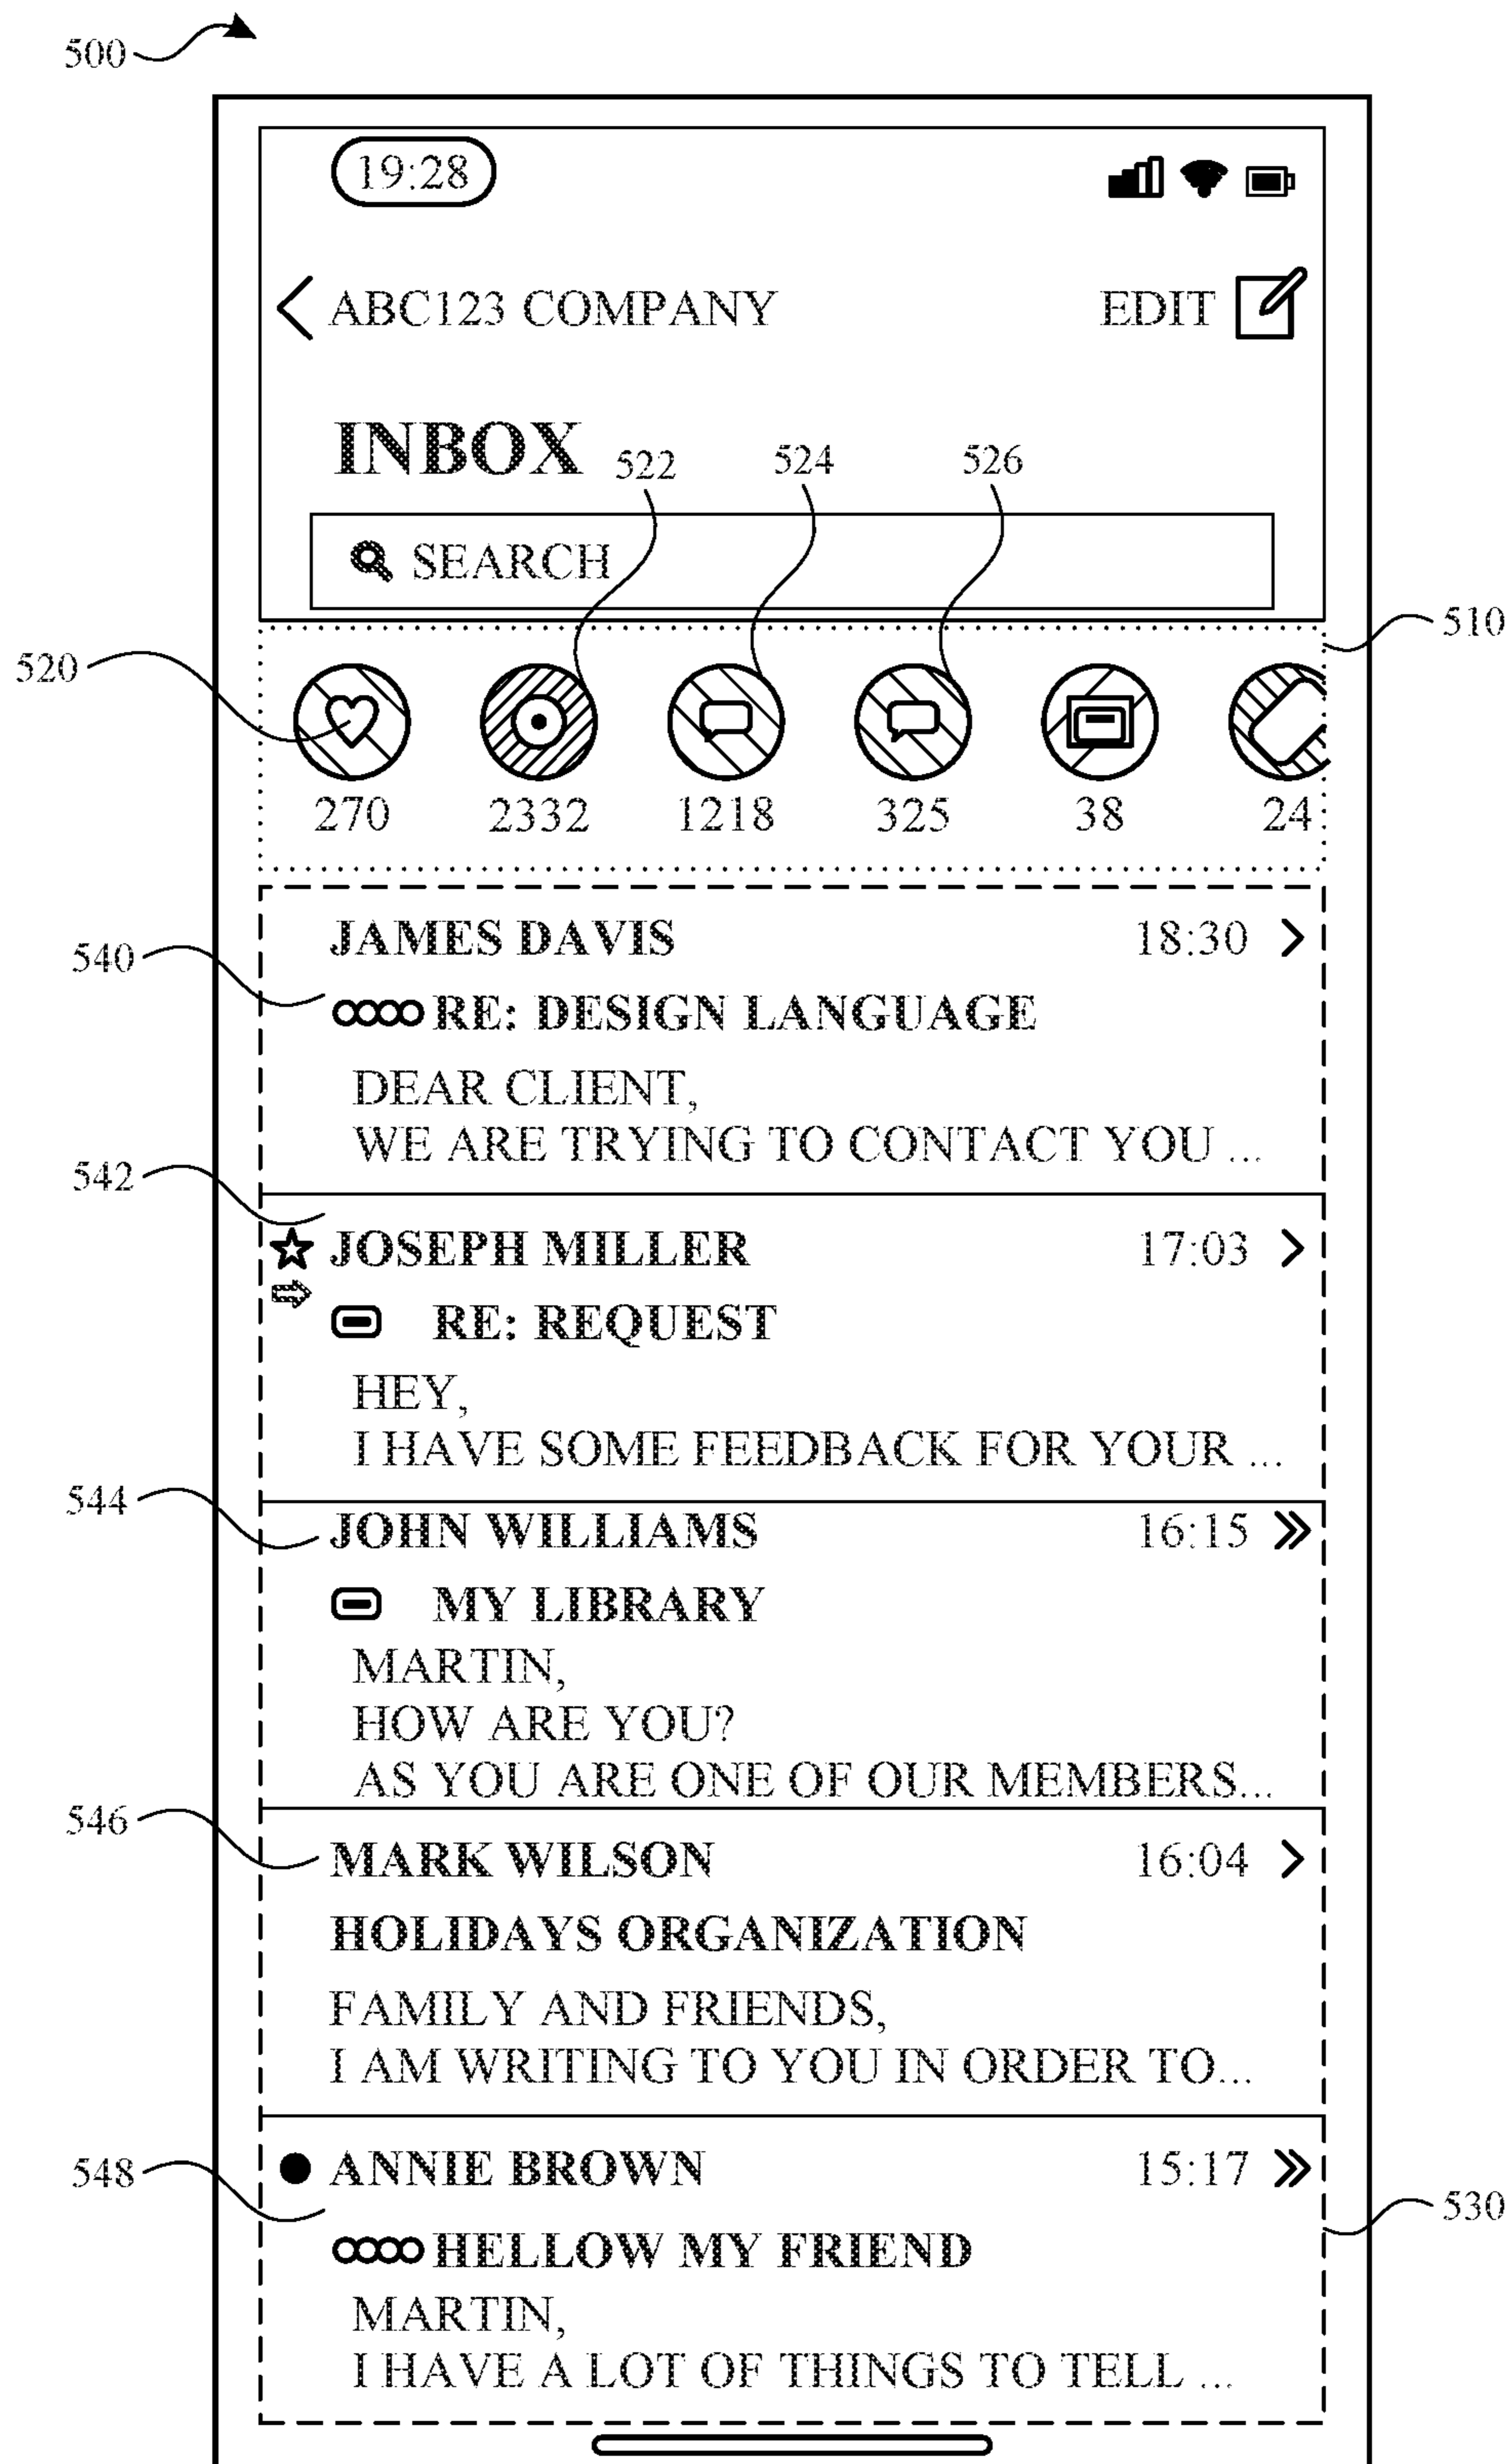 500
19:28
ABC123 COMPANY EDIT
INBOX
522 524 526
SEARCH
510
520
270 2332 1218 325 38 24
JAMES DAVIS 18:30
540
RE: DESIGN LANGUAGE
DEAR CLIENT,
WE ARE TRYING TO CONTACT YOU ...
542
JOSEPH MILLER 17:03
RE: REQUEST
HEY,
I HAVE SOME FEEDBACK FOR YOUR ...
544
JOHN WILLIAMS 16:15
MY LIBRARY
MARTIN,
HOW ARE YOU?
AS YOU ARE ONE OF OUR MEMBERS...
546
MARK WILSON 16:04
HOLIDAYS ORGANIZATION
FAMILY AND FRIENDS,
I AM WRITING TO YOU IN ORDER TO...
548
ANNIE BROWN 15:17
530
HELLOW MY FRIEND
MARTIN,
I HAVE A LOT OF THINGS TO TELL ...